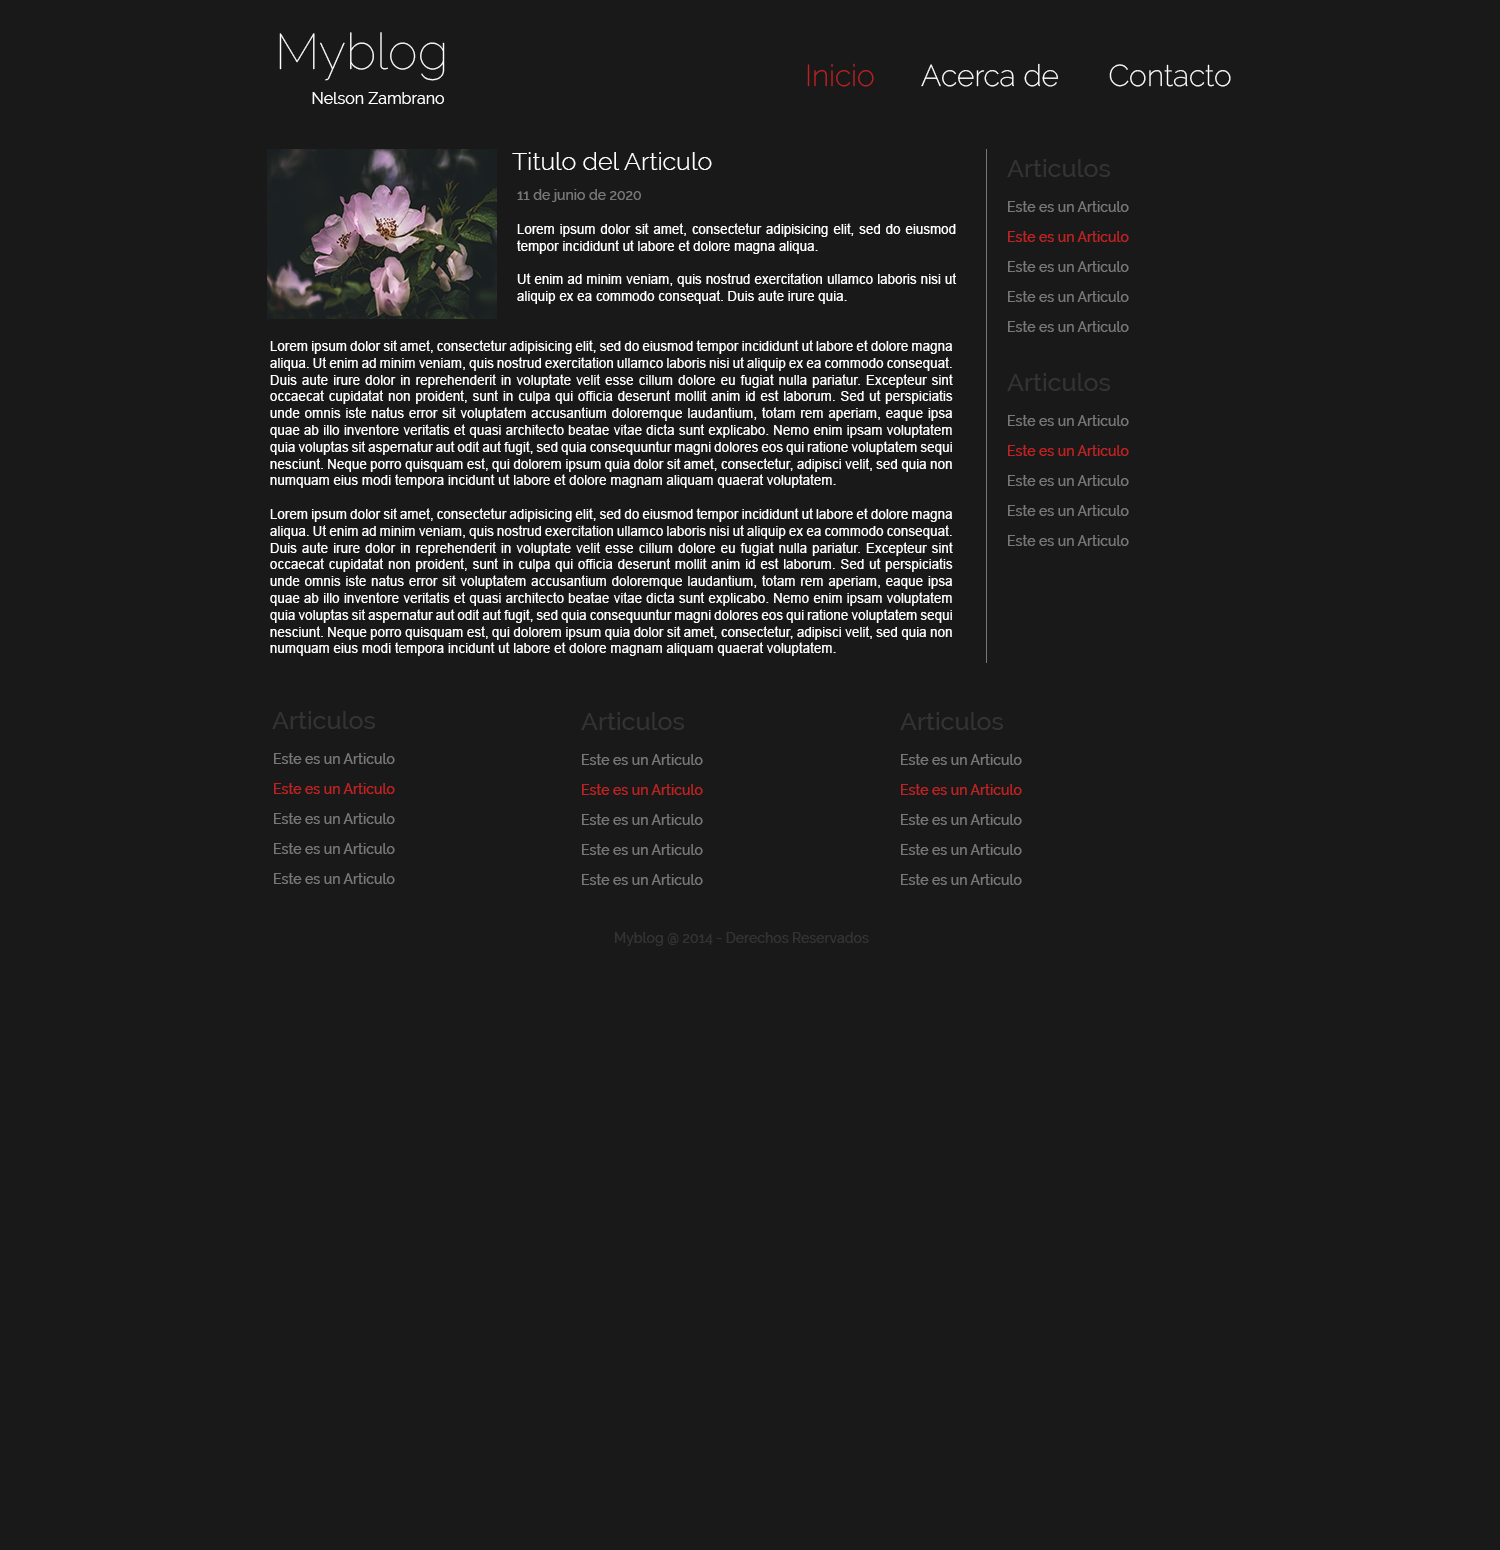 Myblog
Nelson Zambrano
Inicio
Acerca de
Contacto
Titulo del Articulo
11 de junio de 2020
Lorem ipsum dolor sit amet, consectetur adipisicing elit, sed do eiusmod
tempor incididunt ut labore et dolore magna aliqua.
Ut enim ad minim veniam, quis nostrud exercitation ullamco laboris nisi ut
aliquip ex ea commodo consequat. Duis aute irure quia.
Lorem ipsum dolor sit amet, consectetur adipisicing elit, sed do eiusmod tempor incididunt ut labore et dolore magna
aliqua. Ut enim ad minim veniam, quis nostrud exercitation ullamco laboris nisi ut aliquip ex ea commodo consequat.
Duis aute irure dolor in reprehenderit in voluptate velit esse cillum dolore eu fugiat nulla pariatur. Excepteur sint
occaecat cupidatat non proident, sunt in culpa qui officia deserunt mollit anim id est laborum. Sed ut perspiciatis
unde omnis iste natus error sit voluptatem accusantium doloremque laudantium, totam rem aperiam, eaque ipsa
quae ab illo inventore veritatis et quasi architecto beatae vitae dicta sunt explicabo. Nemo enim ipsam voluptatem
quia voluptas sit aspernatur aut odit aut fugit, sed quia consequuntur magni dolores eos qui ratione voluptatem sequi
nesciunt. Neque porro quisquam est, qui dolorem ipsum quia dolor sit amet, consectetur, adipisci velit, sed quia non
numquam eius modi tempora incidunt ut labore et dolore magnam aliquam quaerat voluptatem.
Lorem ipsum dolor sit amet, consectetur adipisicing elit, sed do eiusmod tempor incididunt ut labore et dolore magna
aliqua. Ut enim ad minim veniam, quis nostrud exercitation ullamco laboris nisi ut aliquip ex ea commodo consequat.
Duis aute irure dolor in reprehenderit in voluptate velit esse cillum dolore eu fugiat nulla pariatur. Excepteur sint
occaecat cupidatat non proident, sunt in culpa qui officia deserunt mollit anim id est laborum. Sed ut perspiciatis
unde omnis iste natus error sit voluptatem accusantium doloremque laudantium, totam rem aperiam, eaque ipsa
quae ab illo inventore veritatis et quasi architecto beatae vitae dicta sunt explicabo. Nemo enim ipsam voluptatem
quia voluptas sit aspernatur aut odit aut fugit, sed quia consequuntur magni dolores eos qui ratione voluptatem sequi
nesciunt. Neque porro quisquam est, qui dolorem ipsum quia dolor sit amet, consectetur, adipisci velit, sed quia non
numquam eius modi tempora incidunt ut labore et dolore magnam aliquam quaerat voluptatem.
Articulos
Este es un Articulo
Este es un Articulo
Este es un Articulo
Este es un Articulo
Este es un Articulo
Articulos
Este es un Articulo
Este es un Articulo
Este es un Articulo
Este es un Articulo
Este es un Articulo
Articulos
Este es un Articulo
Este es un Articulo
Este es un Articulo
Este es un Articulo
Este es un Articulo
Articulos
Este es un Articulo
Este es un Articulo
Este es un Articulo
Este es un Articulo
Este es un Articulo
Articulos
Este es un Articulo
Este es un Articulo
Este es un Articulo
Este es un Articulo
Este es un Articulo
Myblog @ 2014 - Derechos Reservados